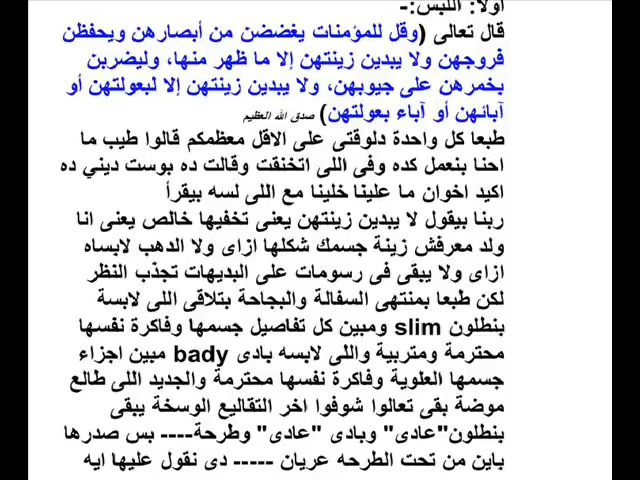 اولا: اللبس:-
قال تعالى (وقل للمؤمنات يغضضن من أبصارهن ويحفظن
فروجهن ولا يبدين زينتهن إلا ما ظهر منها، وليضربن
بخمرهن على جيوبهن، ولا يبدين زينتهن إلا لبعولتهن أو
آبائهن أو آباء بعولتهن) صدق الله العظيم
طبعا كل واحدة دلوقتى على الاقل معظمكم قالوا طيب ما
احنا بنعمل كده وفى اللى اتخنقت وقالت ده بوست ديني ده
اكيد اخوان ما علينا خلينا مع اللى لسه بيقرأ
ربنا بيقول لا يبدين زينتهن يعنى تخفيها خالص يعنى انا
ولد معرفش زينة جسمك شكلها ازاى ولا الدهب لابساه
ازاى ولا يبقى فى رسومات على البديهات تجذب النظر
لكن طبعا بمنتهى السفالة والبجاحة بتلاقى اللى لابسة
بنطلون slim ومبين كل تفاصيل جسمها وفاكرة نفسها
محترمة ومتربية واللى لابسه بادى bady مبين اجزاء
جسمها العلوية وفاكرة نفسها محترمة والجديد اللى طالع
موضة بقى تعالوا شوفوا اخر التقاليع الوسخة يبقى
بنطلون"عادى" وبادى "عادى" وطرحة---- بس صدرها
باين من تحت الطرحه عريان ----- دى نقول عليها ايه